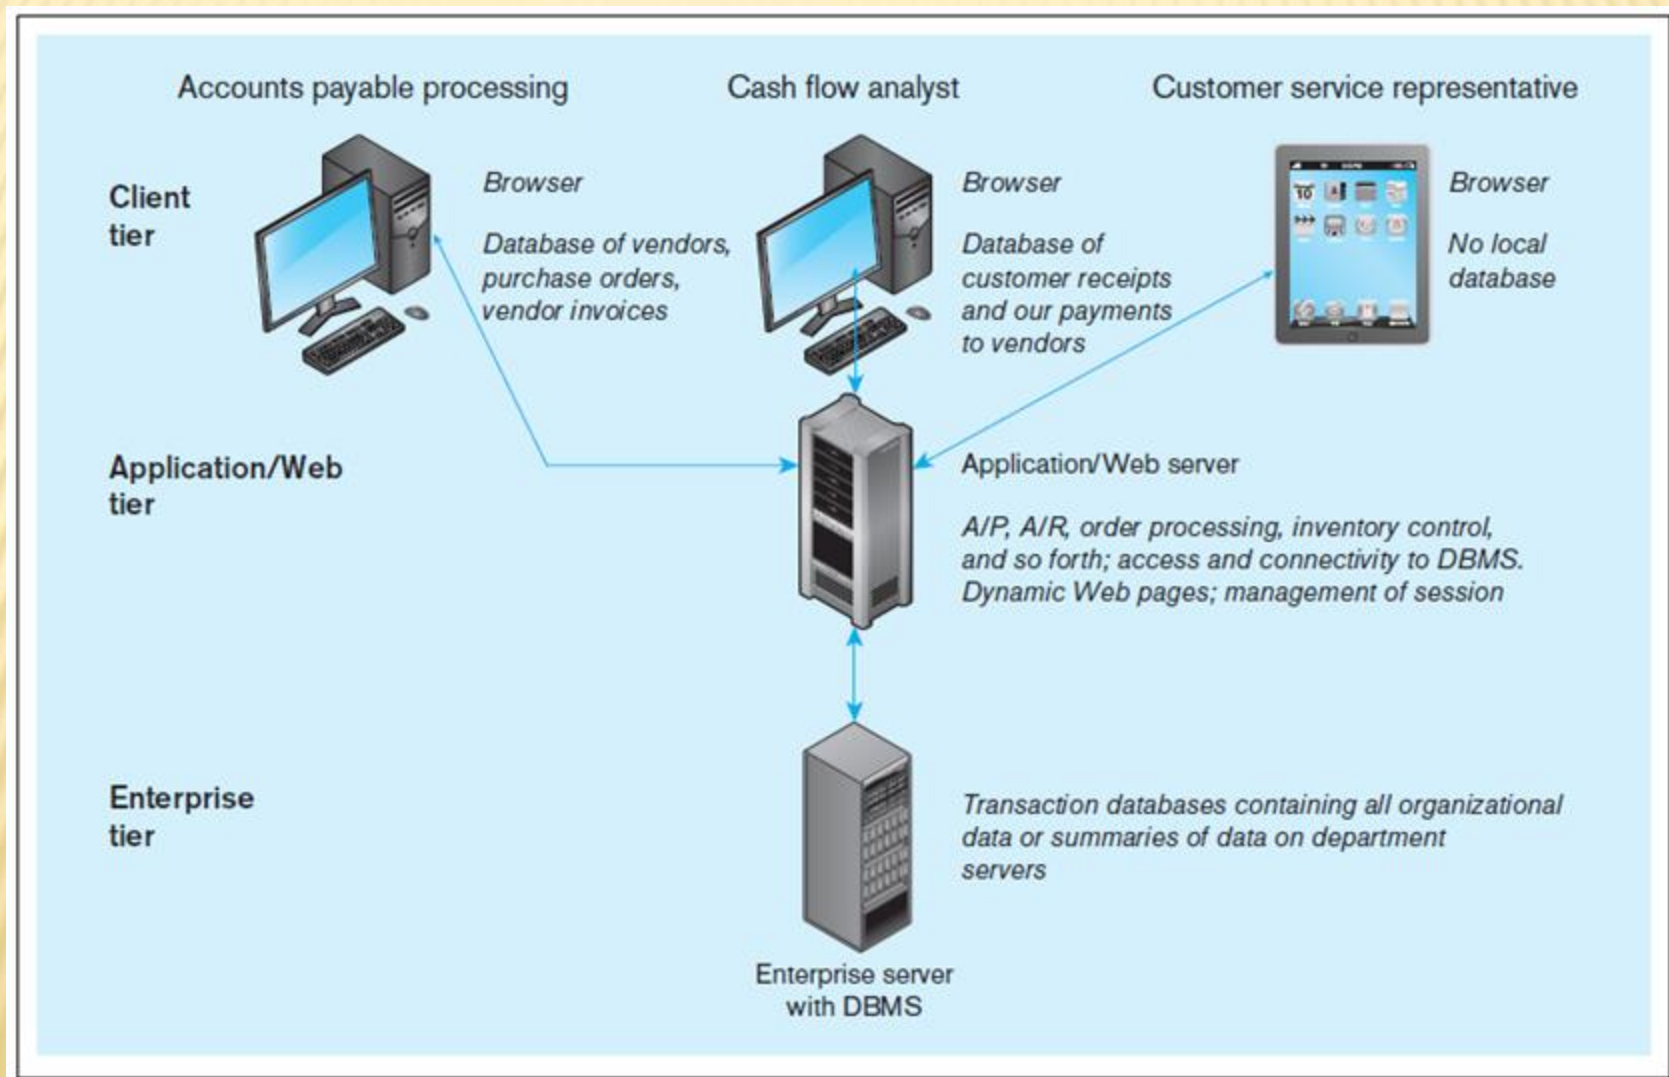 Accounts payable processing
Cash flow analyst
Customer service representative
Client
tier
Browser
Database of vendors,
purchase orders,
vendor invoices
Browser
Database of
customer receipts
and our payments
to vendors
10
Browser
No local
database
Application/Web
tier
Application/Web server
A/P, A/R, order processing, inventory control,
and so forth; access and connectivity to DBMS.
Dynamic Web pages; management of session
Enterprise
tier
Transaction databases containing all organizational
data or summaries of data on department
servers
Enterprise server
with DBMS